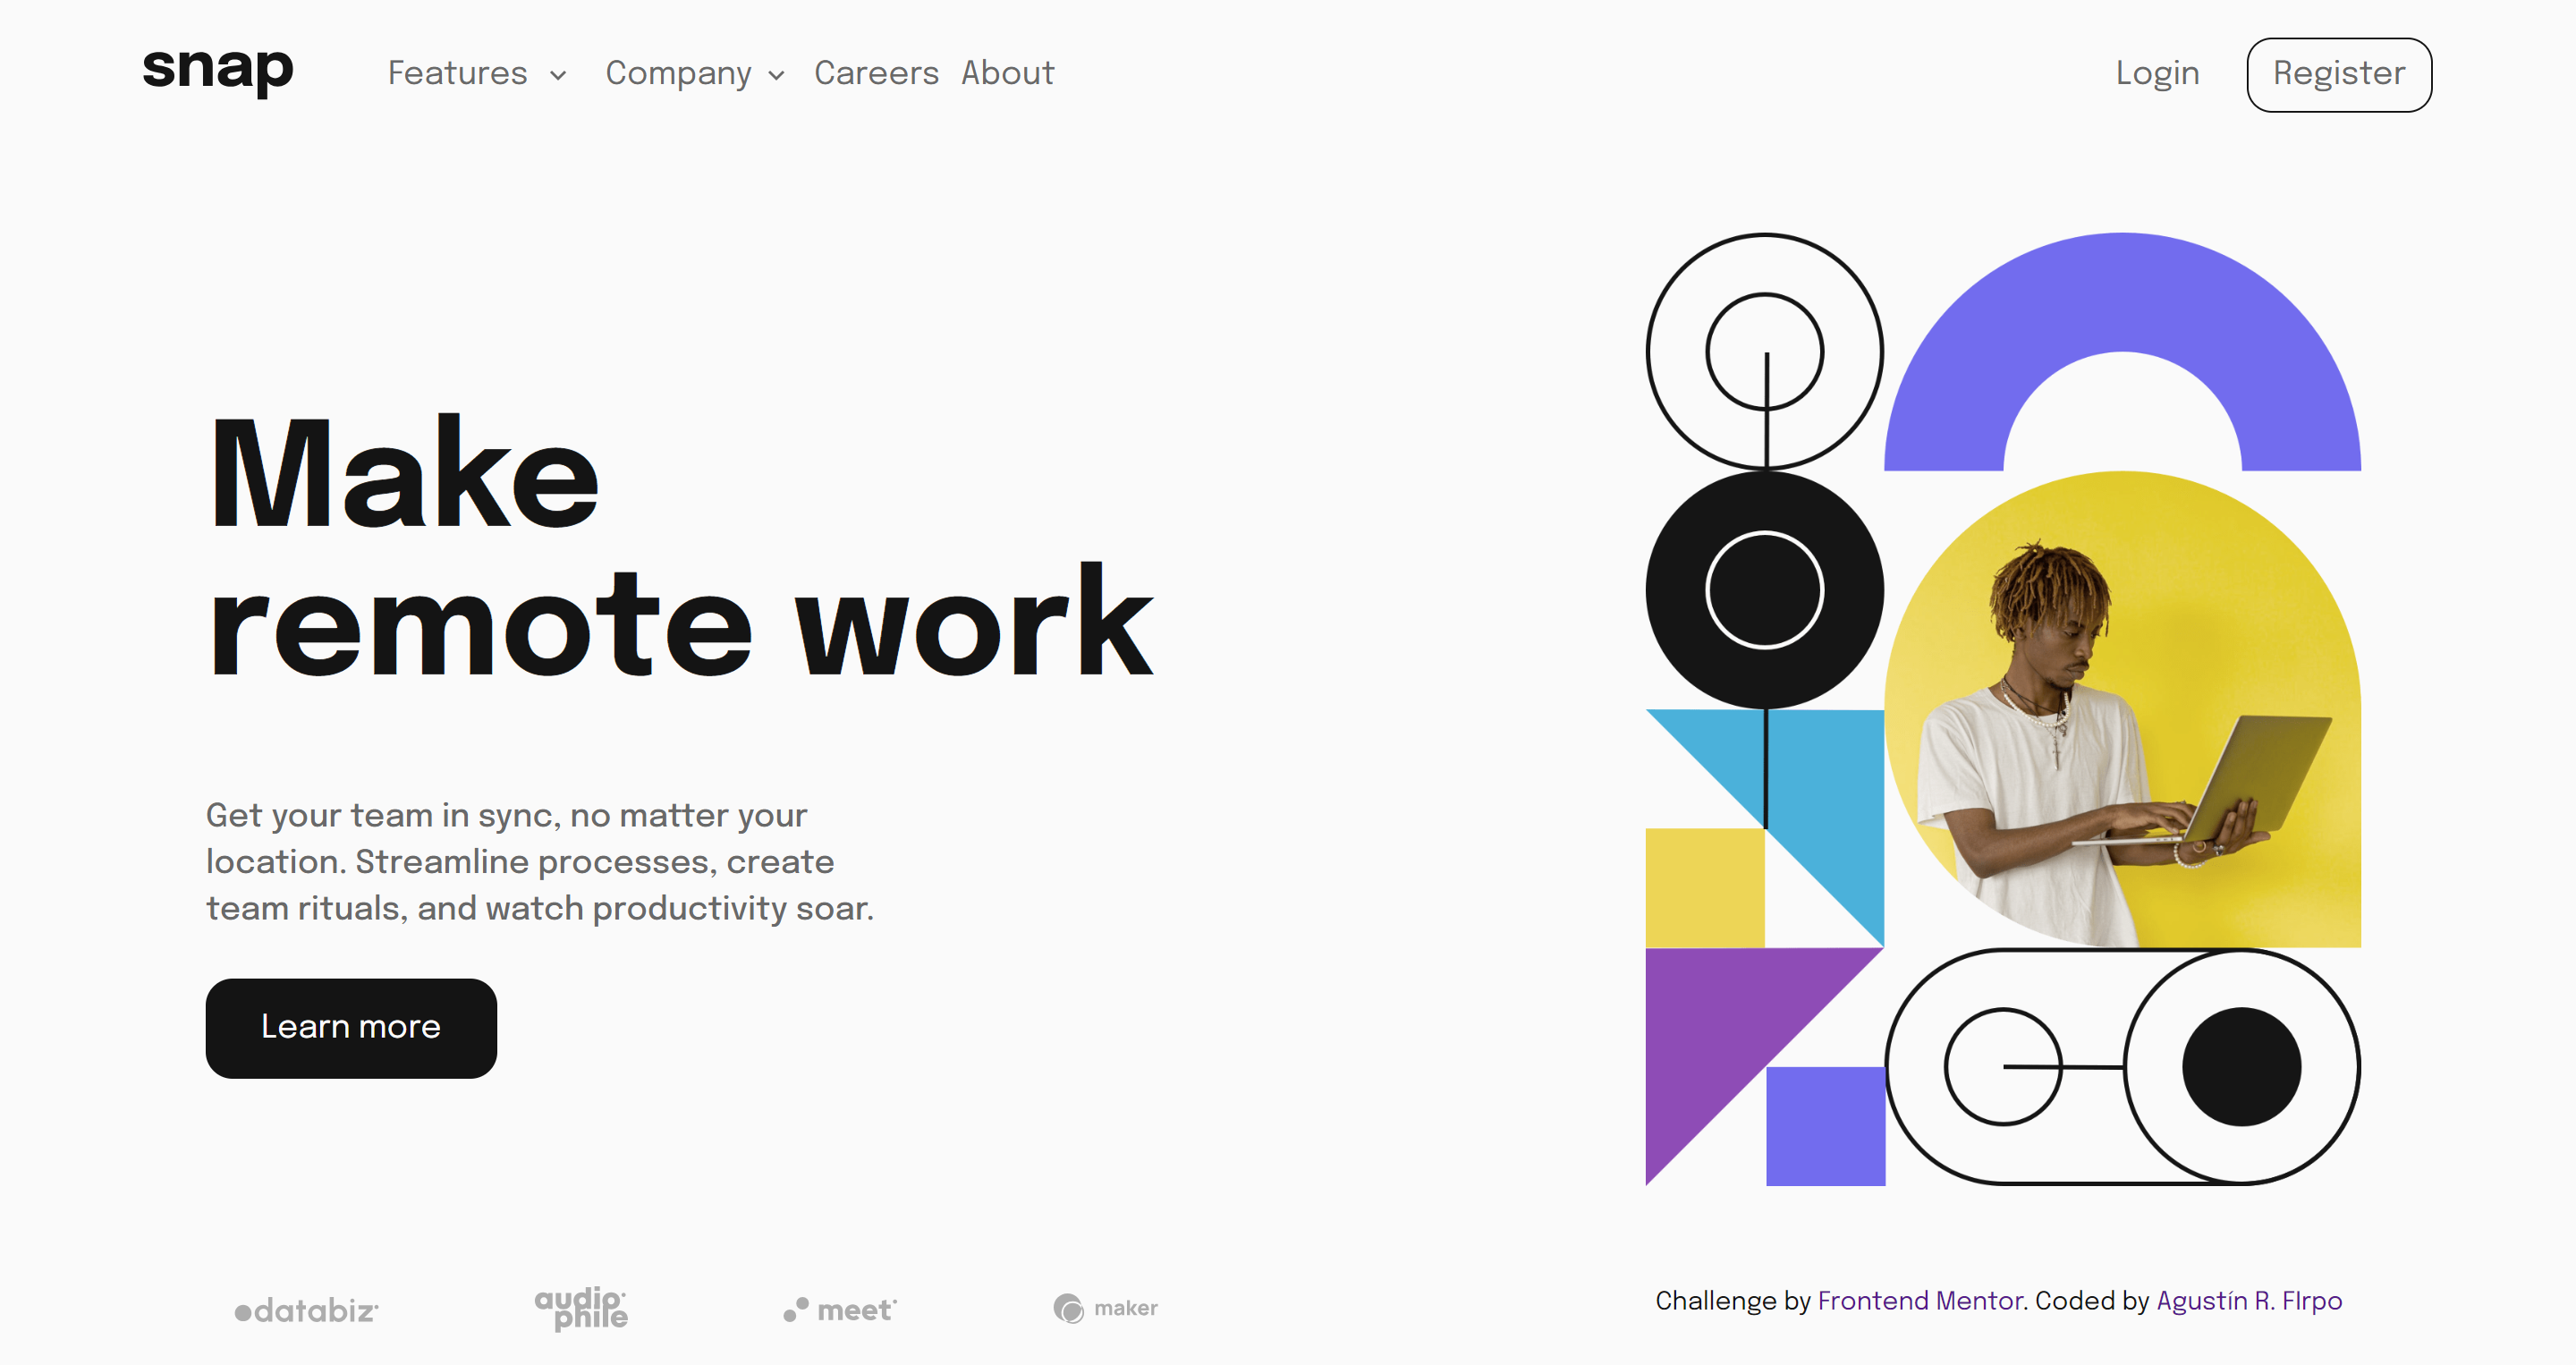 snap Features Company Careers About Login Register
Make
remote work
Get your team in sync, no matter your
location. Streamline processes, create
team rituals, and watch productivity soar.
Learn more
databiz audiophile meet maker
Challenge by Frontend Mentor. Coded by Agustín R. FIrpo